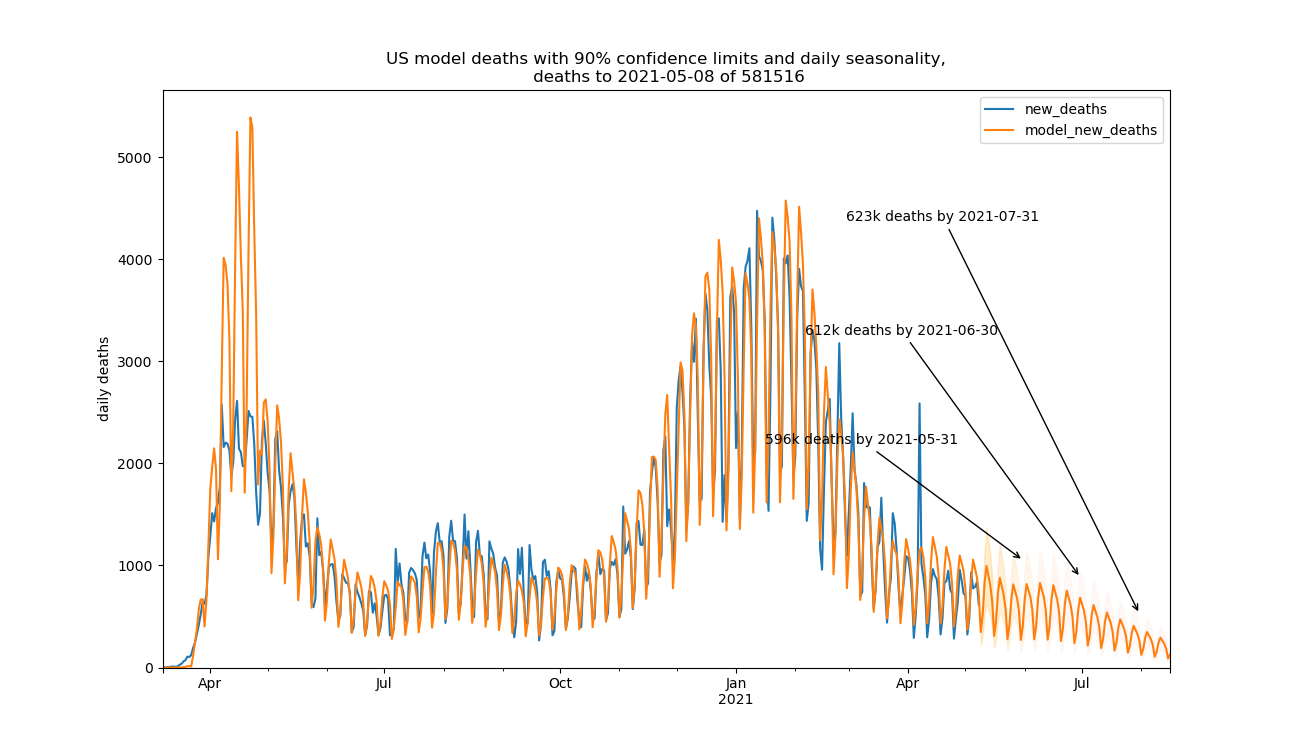 US model deaths with 90% confidence limits and daily seasonality,
deaths to 2021-05-08 of 581516
new_deaths
model_new_deaths
5000
4000
3000
2000
1000
0
daily deaths
623k deaths by 2021-07-31
612k deaths by 2021-06-30
596k deaths by 2021-05-31
Apr
Jul
Oct
Jan
2021
Apr
Jul